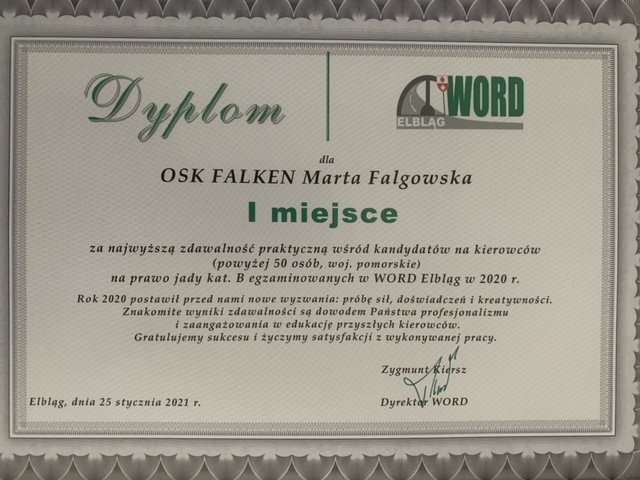 Dyplom
WORD
ELBLĄG
dla
OSK FALKEN Marta Falgowska
I miejsce
za najwyższą zdawalność praktyczną wśród kandydatów na kierowców
(powyżej 50 osób, woj. pomorskie)
na prawo jady kat. B egzaminowanych w WORD Elbląg w 2020 r.
Rok 2020 postawił przed nami nowe wyzwania: próbę sił, doświadczeń i kreatywności.
Znakomite wyniki zdawalności są dowodem Państwa profesjonalizmu
i zaangażowania w edukację przyszłych kierowców.
Gratulujemy sukcesu i życzymy satysfakcji z wykonywanej pracy.
Zygmunt Kiersz
Elbląg, dnia 25 stycznia 2021 r.
Dyrektor WORD